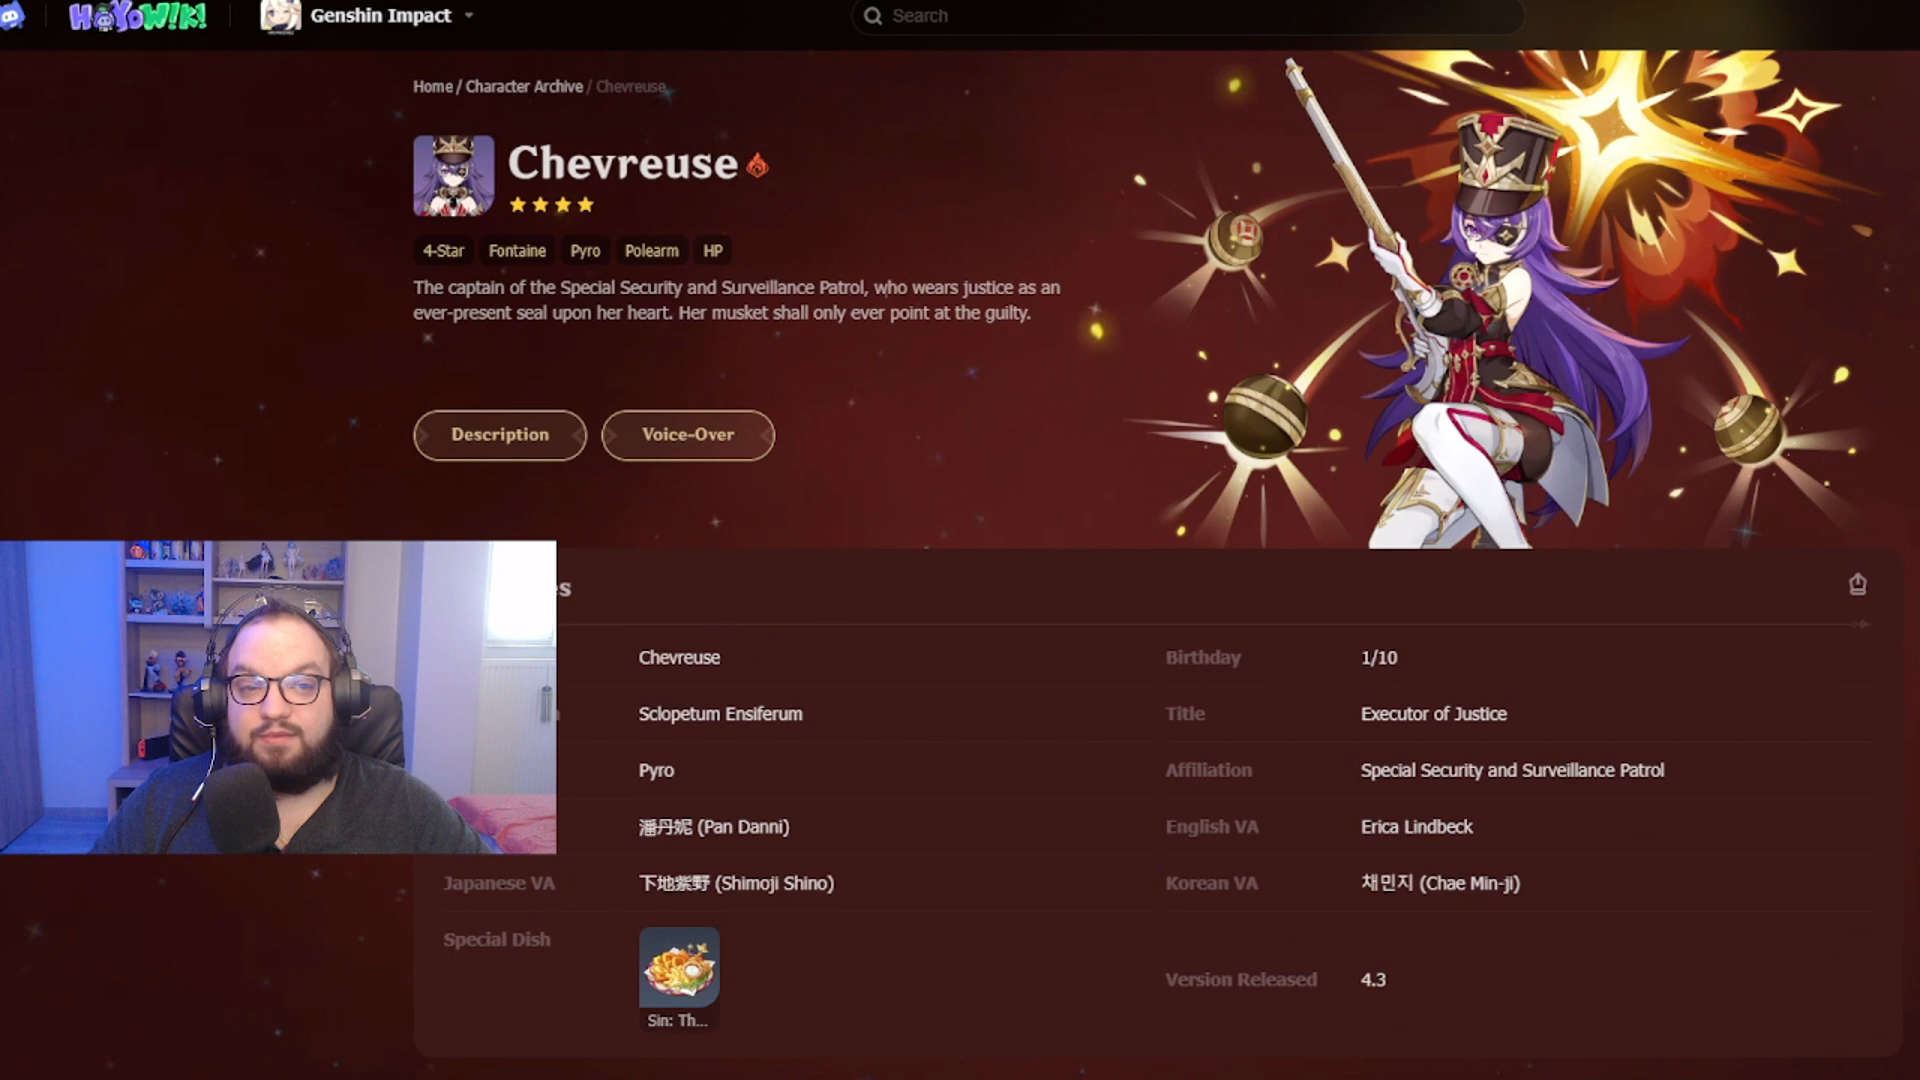 HoYoWiki
Genshin Impact
Search
Home / Character Archive / Chevreuse
Chevreuse
4-Star Fontaine Pyro Polearm HP
The captain of the Special Security and Surveillance Patrol, who wears justice as an
ever-present seal upon her heart. Her musket shall only ever point at the guilty.
Description Voice-Over
es
Chevreuse Birthday 1/10
Sclopetum Ensiferum Title Executor of Justice
Pyro Affiliation Special Security and Surveillance Patrol
潘丹妮 (Pan Danni) English VA Erica Lindbeck
Japanese VA 下地紫野 (Shimoji Shino) Korean VA 채민지 (Chae Min-ji)
Special Dish
Version Released 4.3
Sin: Th...